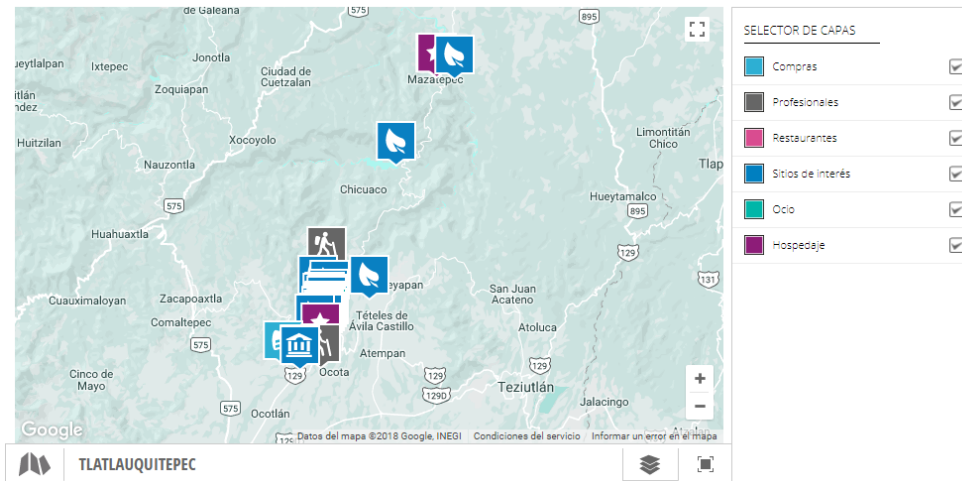 de Galeana
575
895
SELECTOR DE CAPAS
Jonotla
Ixtepec
Ciudad de
Cuetzalan
Mazatepec
Compras
Zoquiapan
Profesionales
Huitzilan
Xocoyolo
Limontitán
Chico
Restaurantes
Nauzontla
Tlap
Sitios de interés
Chicuaco
575
Hueytamalco
895
Ocio
Huahuaxtla
129
Hospedaje
131
Cuauximaloyan
Zacapoaxtla
San Juan
Acateno
Comaltepec
Tételes de
Ávila Castillo
Atoluca
575
Atempan
129
Cinco de
Mayo
129
Ocota
129
129D
Teziutlán
+
−
575
Ocotlán
Jalacingo
Google
Datos del mapa ©2018 Google, INEGI
Condiciones del servicio
Informar un error en el mapa
TLATLAUQUITEPEC